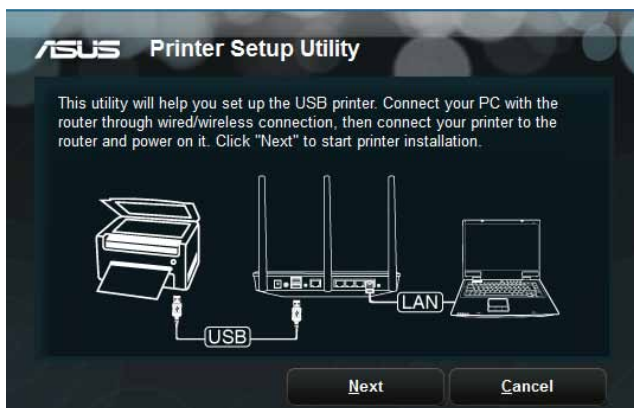 ASUS Printer Setup Utility
This utility will help you set up the USB printer. Connect your PC with the
router through wired/wireless connection, then connect your printer to the
router and power on it. Click "Next" to start printer installation.
LAN
USB
Next
Cancel